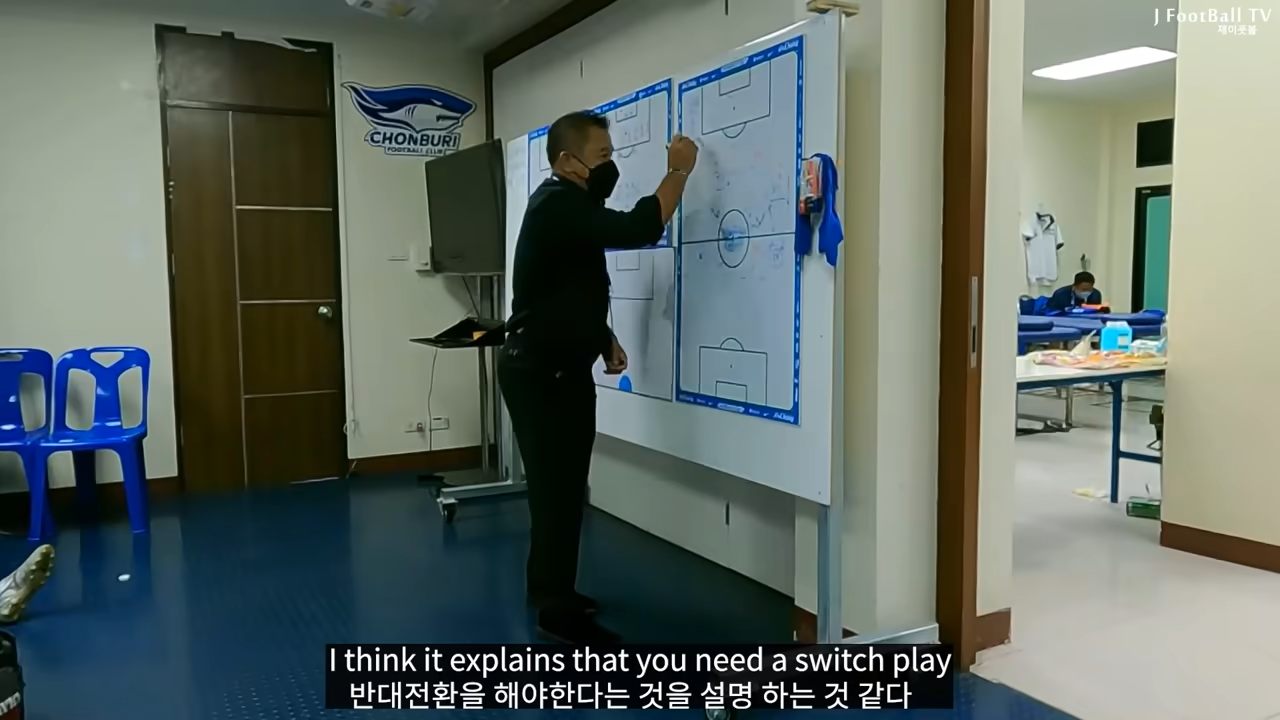 J FootBall TV
재이풋볼
CHONBURI
FOOTBALL CLUB
I think it explains that you need a switch play
반대전환을 해야한다는 것을 설명 하는 것 같다